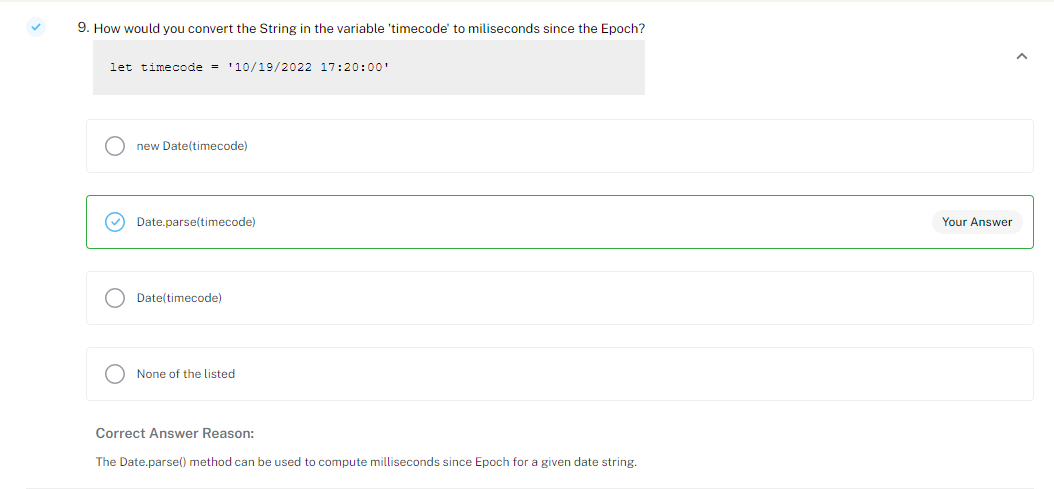 9. How would you convert the String in the variable 'timecode' to miliseconds since the Epoch?
let timecode = '10/19/2022 17:20:00'
new Date(timecode)
Date.parse(timecode) Your Answer
Date(timecode)
None of the listed
Correct Answer Reason:
The Date.parse() method can be used to compute milliseconds since Epoch for a given date string.